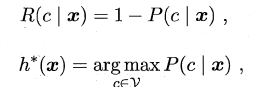 R(c | x) = 1 − P(c | x) ,
h*(x) = arg max P(c | x) ,
c∈𝒴